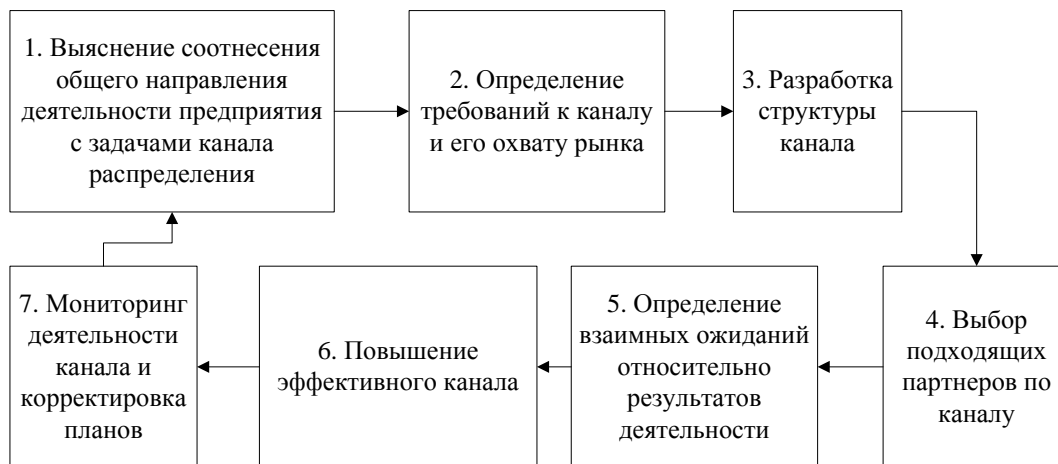 1. Выяснение соотнесения
общего направления
деятельности предприятия
с задачами канала
распределения
2. Определение
требований к каналу
и его охвату рынка
3. Разработка
структуры
канала
4. Выбор
подходящих
партнеров по
каналу
5. Определение
взаимных ожиданий
относительно
результатов
деятельности
6. Повышение
эффективного канала
7. Мониторинг
деятельности
канала и
корректировка
планов